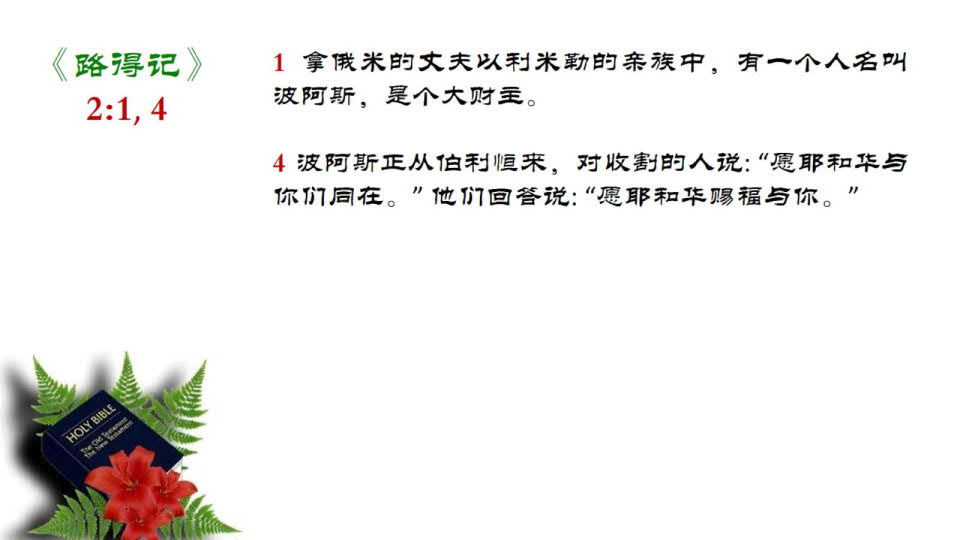 《路得记》
2:1, 4
1 拿俄米的丈夫以利米勒的亲族中，有一个人名叫
波阿斯，是个大财主。
4 波阿斯正从伯利恒来，对收割的人说: “愿耶和华与
你们同在。” 他们回答说: “愿耶和华赐福与你。”
HOLY BIBLE
The Old Testament
The New Testament